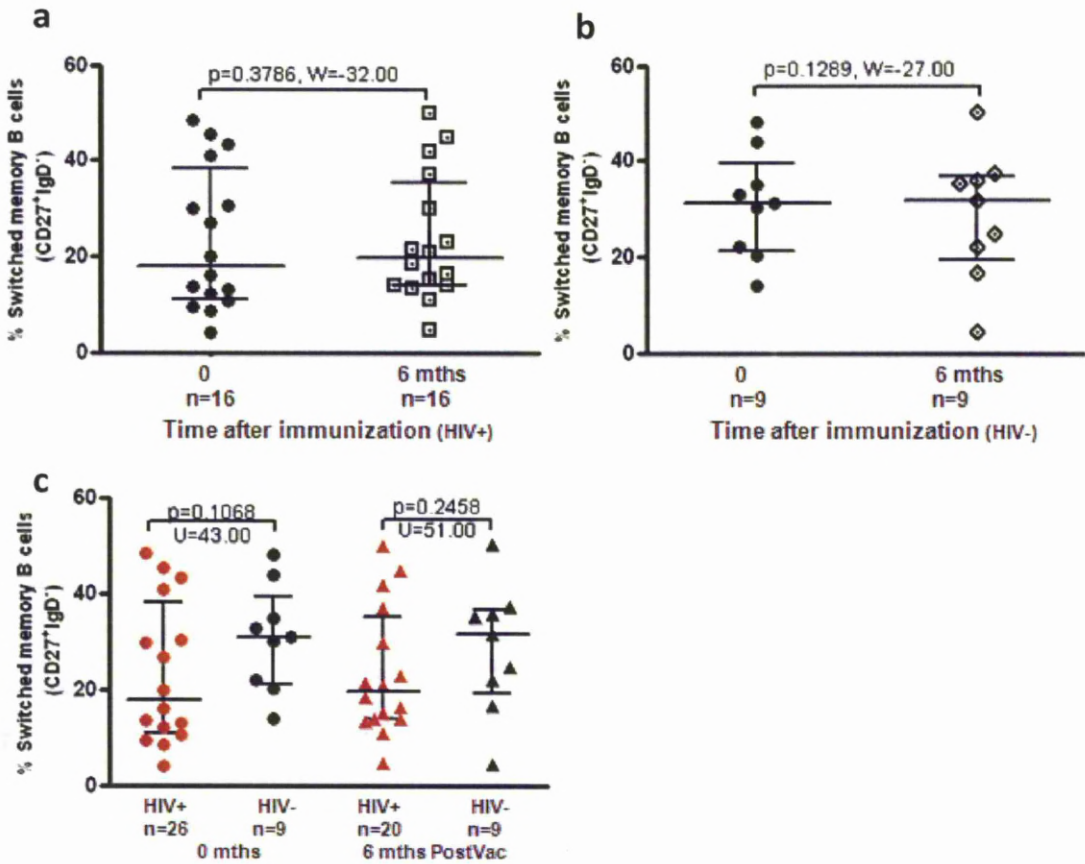 a
60
40
20
0
% Switched memory B cells
(CD27⁺IgD⁻)
p=0.3786, W=-32.00
0
6 mths
n=16
n=16
Time after immunization (HIV+)
b
60
40
20
0
% Switched memory B cells
(CD27⁺IgD⁻)
p=0.1289, W=-27.00
0
6 mths
n=9
n=9
Time after immunization (HIV-)
c
60
40
20
0
% Switched memory B cells
(CD27⁺IgD⁻)
p=0.1068
U=43.00
p=0.2458
U=51.00
HIV+ HIV- HIV+ HIV-
n=26 n=9 n=20 n=9
0 mths 6 mths PostVac